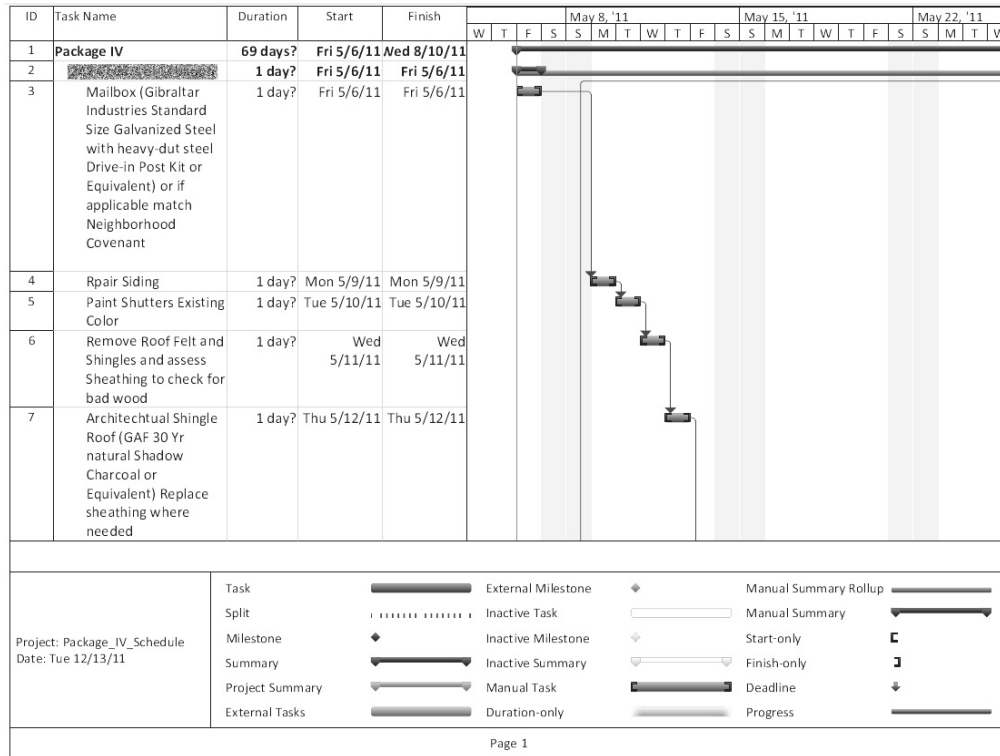 ID Task Name Duration Start Finish May 8, '11 May 15, '11 May 22, '11
W T F S S M T W T F S S M T W T F S S M T W
1 Package IV 69 days? Fri 5/6/11 Wed 8/10/11
2 1 day? Fri 5/6/11 Fri 5/6/11
3 Mailbox (Gibraltar 1 day? Fri 5/6/11 Fri 5/6/11
Industries Standard
Size Galvanized Steel
with heavy-dut steel
Drive-in Post Kit or
Equivalent) or if
applicable match
Neighborhood
Covenant
4 Rpair Siding 1 day? Mon 5/9/11 Mon 5/9/11
5 Paint Shutters Existing 1 day? Tue 5/10/11 Tue 5/10/11
Color
6 Remove Roof Felt and 1 day? Wed Wed
Shingles and assess 5/11/11 5/11/11
Sheathing to check for
bad wood
7 Architechtual Shingle 1 day? Thu 5/12/11 Thu 5/12/11
Roof (GAF 30 Yr
natural Shadow
Charcoal or
Equivalent) Replace
sheathing where
needed
Project: Package_IV_Schedule
Date: Tue 12/13/11
Task External Milestone Manual Summary Rollup
Split Inactive Task Manual Summary
Milestone Inactive Milestone Start-only
Summary Inactive Summary Finish-only
Project Summary Manual Task Deadline
External Tasks Duration-only Progress
Page 1